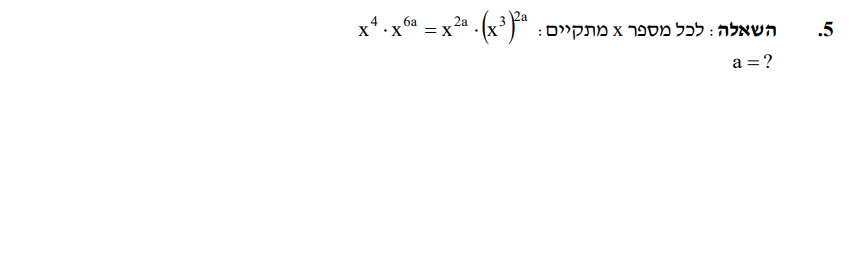 5. השאלה: לכל מספר x מתקיים: x⁴ · x⁶ᵃ = x²ᵃ · (x³)²ᵃ
a = ?